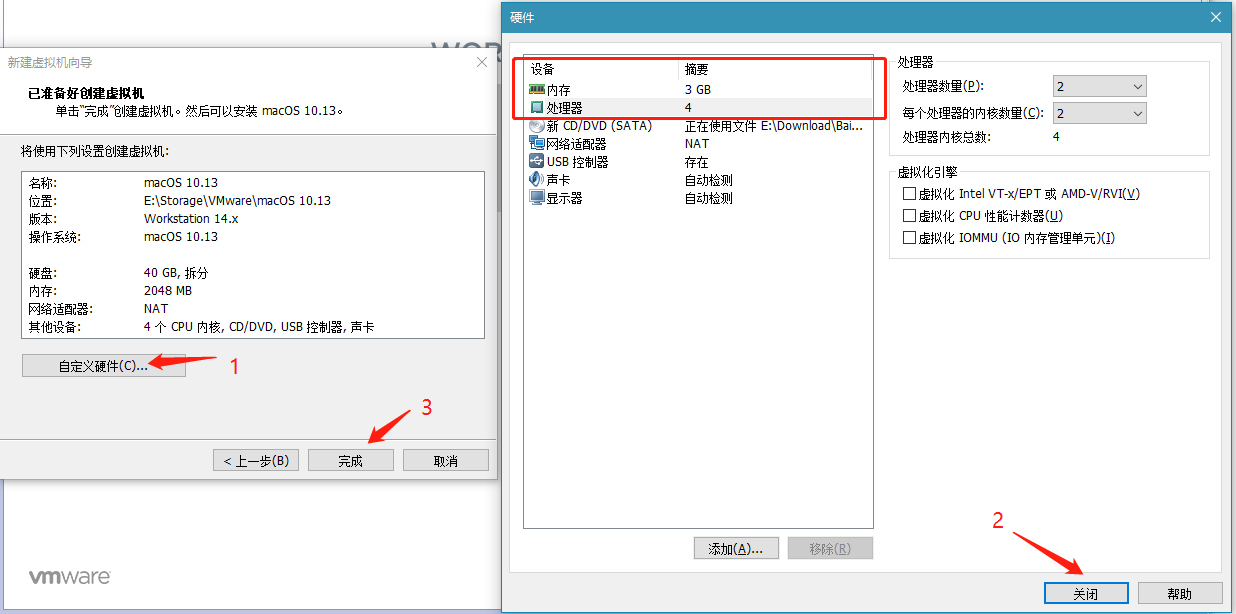 WOR
新建虚拟机向导
已准备好创建虚拟机
单击“完成”创建虚拟机。然后可以安装 macOS 10.13。
将使用下列设置创建虚拟机:
名称: macOS 10.13
位置: E:\Storage\VMware\macOS 10.13
版本: Workstation 14.x
操作系统: macOS 10.13
硬盘: 40 GB, 拆分
内存: 2048 MB
网络适配器: NAT
其他设备: 4 个 CPU 内核, CD/DVD, USB 控制器, 声卡
自定义硬件(C)...
1
3
< 上一步(B) 完成 取消
vmware
硬件
设备 摘要
内存 3 GB
处理器 4
新 CD/DVD (SATA) 正在使用文件 E:\Download\Bai...
网络适配器 NAT
USB 控制器 存在
声卡 自动检测
显示器 自动检测
添加(A)... 移除(R)
处理器
处理器数量(P): 2
每个处理器的内核数量(C): 2
处理器内核总数: 4
虚拟化引擎
虚拟化 Intel VT-x/EPT 或 AMD-V/RVI(V)
虚拟化 CPU 性能计数器(U)
虚拟化 IOMMU (IO 内存管理单元)(I)
2
关闭 帮助